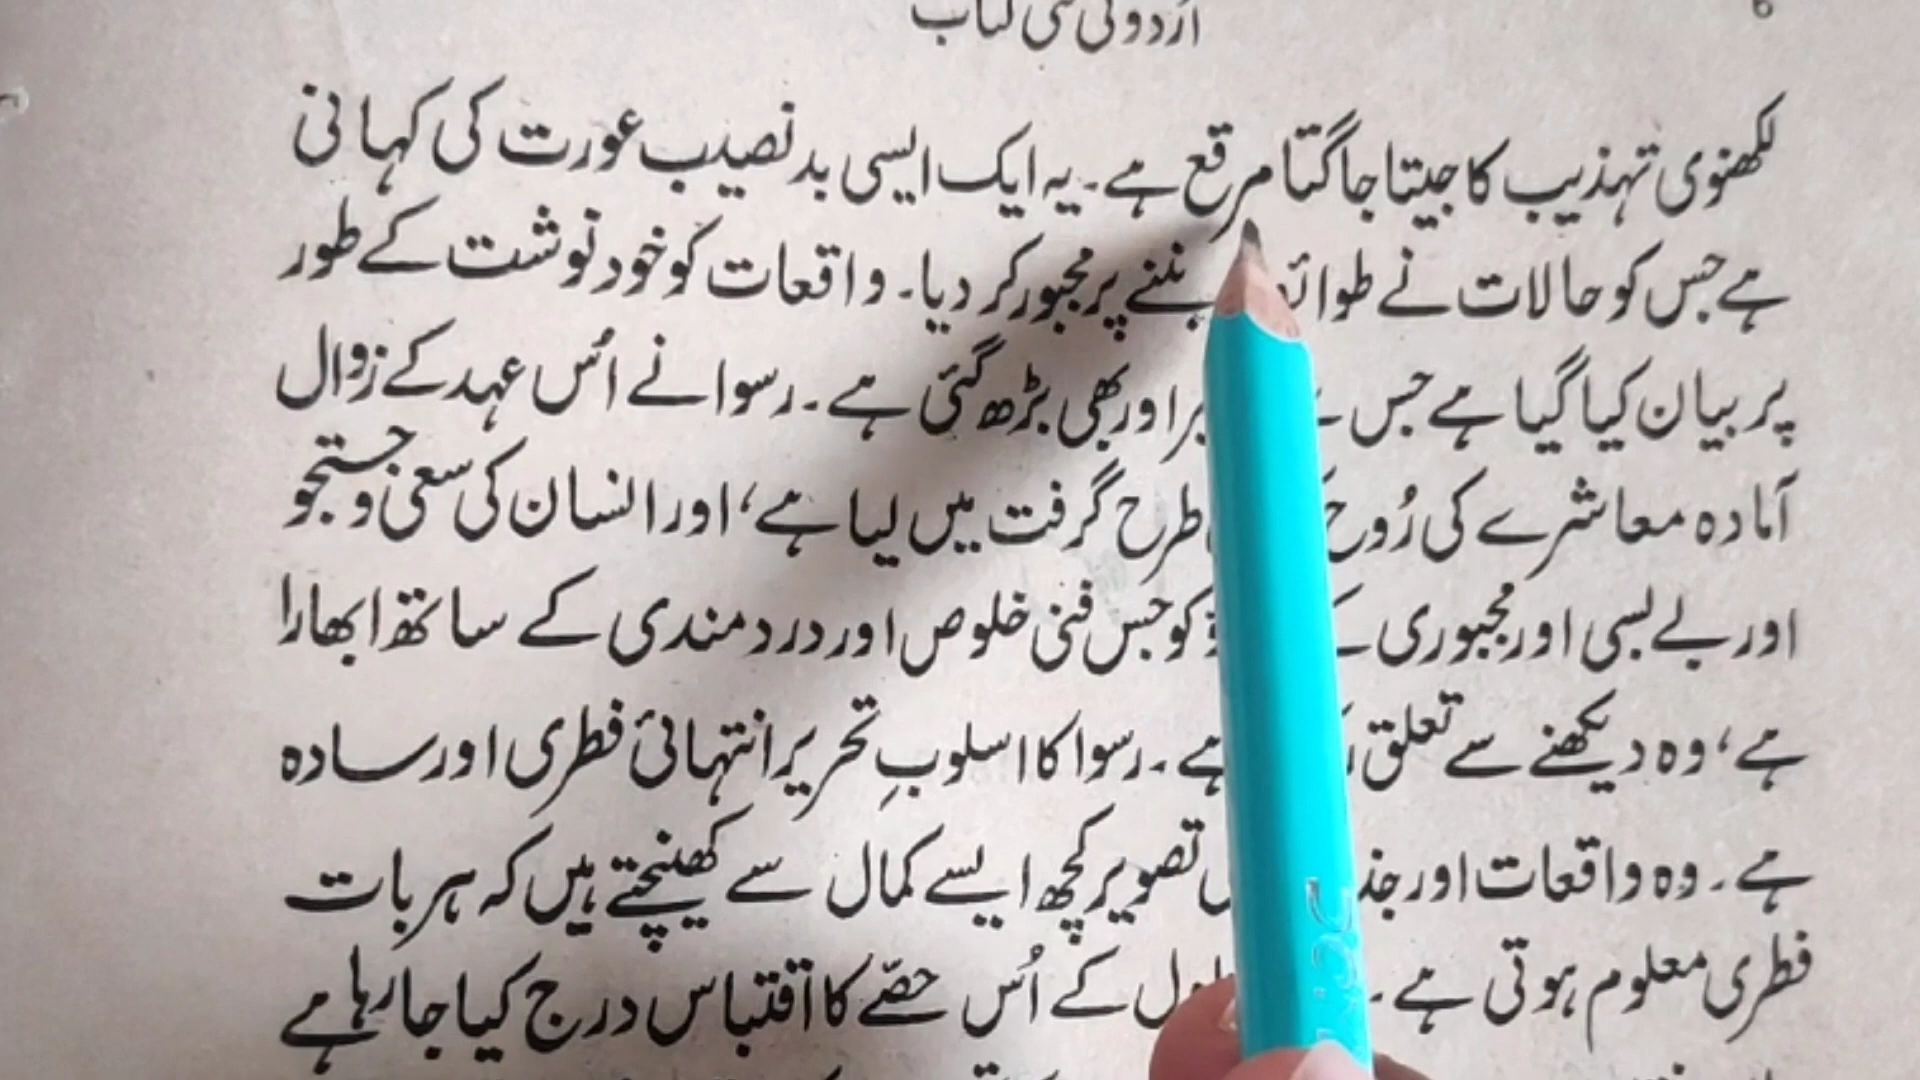 اُردو کی نئی کتاب
لکھنوی تہذیب کا جیتا جاگتا مرقع ہے۔ یہ ایک ایسی بدنصیب عورت کی کہانی
ہے جس کو حالات نے طوائ بننے پر مجبور کر دیا۔ واقعات کو خود نوشت کے طور
پر بیان کیا گیا ہے جس اور بھی بڑھ گئی ہے۔ رسوا نے اُس عہد کے زوال
آمادہ معاشرے کی رُوح طرح گرفت میں لیا ہے، اور انسان کی سعی و جستجو
اور بے بسی اور مجبوری کے کو جس فنی خلوص اور دردمندی کے ساتھ ابھارا
ہے، وہ دیکھنے سے تعلق ہے۔ رسوا کا اسلوبِ تحریر انتہائی فطری اور سادہ
ہے۔ وہ واقعات اور تصویر کچھ ایسے کمال سے کھینچتے ہیں کہ ہر بات
فطری معلوم ہوتی ہے۔ کے اُس حصّے کا اقتباس درج کیا جا رہا ہے